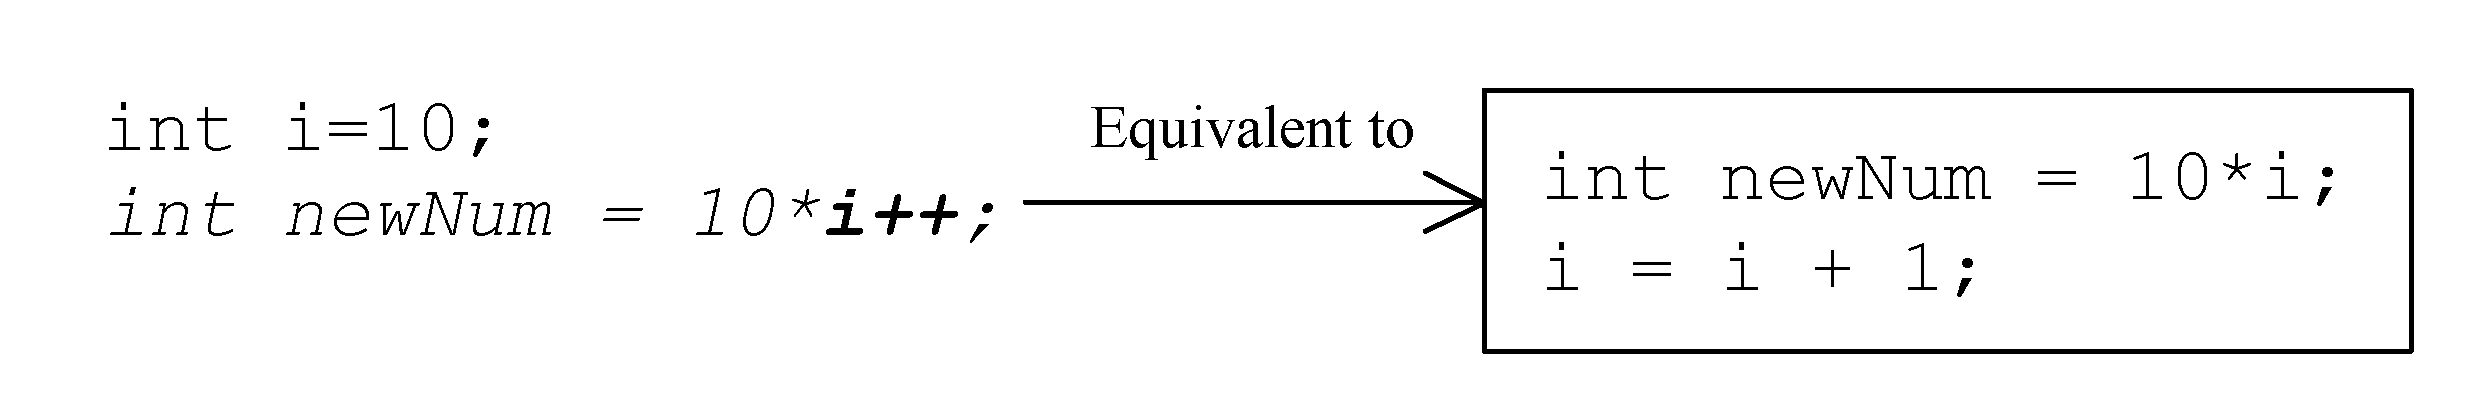 int i=10;
int newNum = 10*i++;
Equivalent to
int newNum = 10*i;
i = i + 1;